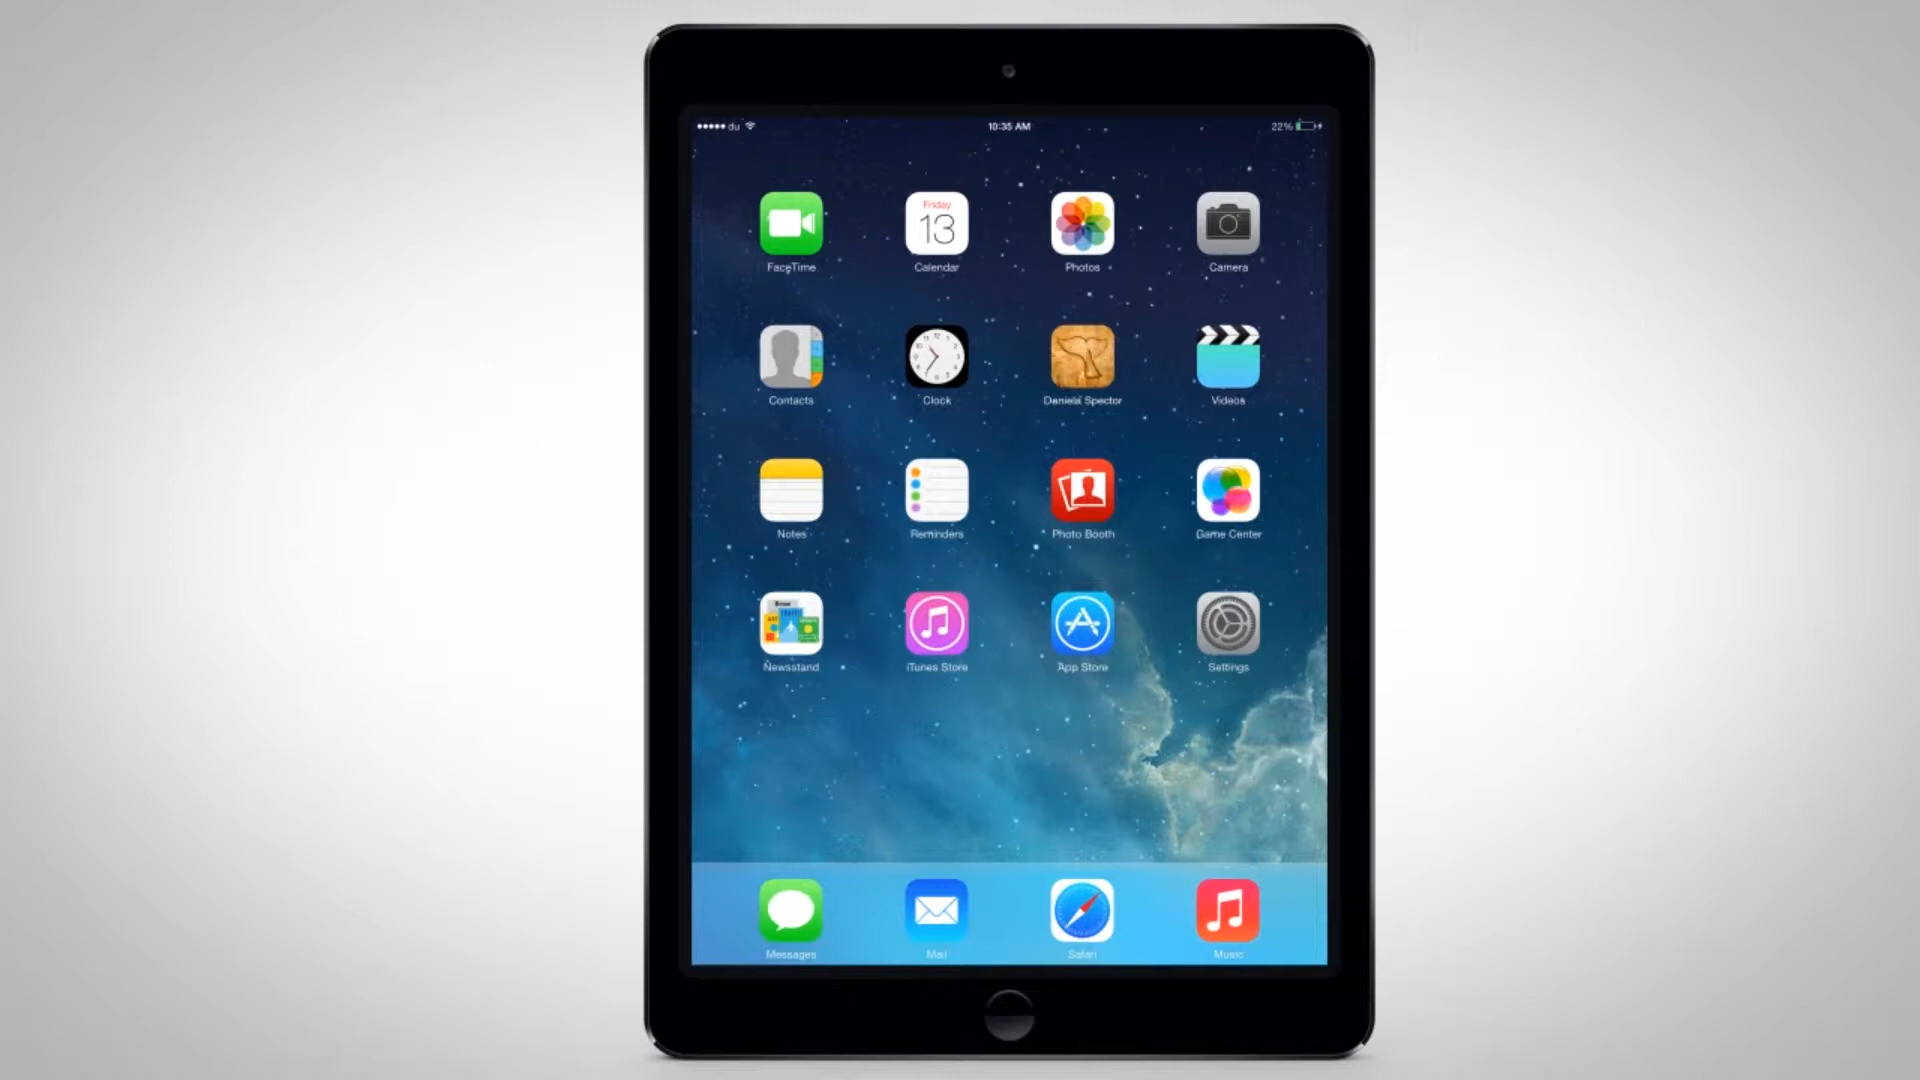 du
10:35 AM
22%
Friday
13
FaceTime
Calendar
Photos
Camera
Contacts
Clock
Daniela Spector
Videos
Notes
Reminders
Photo Booth
Game Center
Newsstand
iTunes Store
App Store
Settings
Messages
Mail
Safari
Music